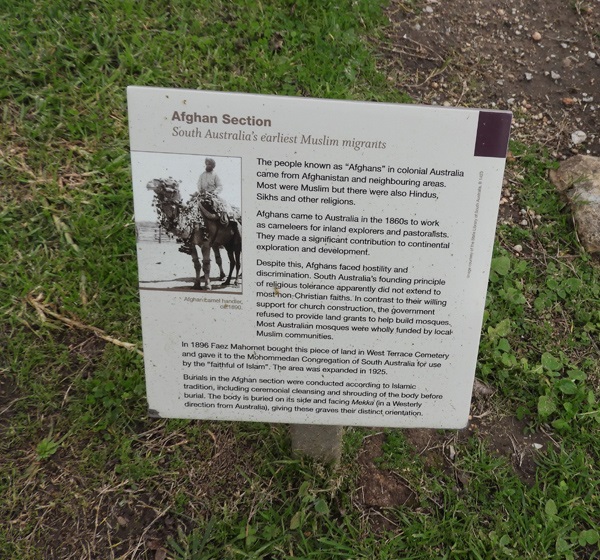 Afghan Section
South Australia's earliest Muslim migrants
The people known as "Afghans" in colonial Australia
came from Afghanistan and neighbouring areas.
Most were Muslim but there were also Hindus,
Sikhs and other religions.
Afghans came to Australia in the 1860s to work
as cameleers for inland explorers and pastoralists.
They made a significant contribution to continental
exploration and development.
Despite this, Afghans faced hostility and
discrimination. South Australia's founding principle
of religious tolerance apparently did not extend to
most non-Christian faiths. In contrast to their willing
support for church construction, the government
refused to provide land grants to help build mosques.
Most Australian mosques were wholly funded by local
Muslim communities.
Afghan camel handler,
In 1896 Faez Mahomet bought this piece of land in West Terrace Cemetery
and gave it to the Mohommedan Congregation of South Australia for use
by the "faithful of Islam". The area was expanded in 1925.
Burials in the Afghan section were conducted according to Islamic
tradition, including ceremonial cleansing and shrouding of the body before
burial. The body is buried on its side and facing Mekka (in a Westerly
direction from Australia), giving these graves their distinct orientation.